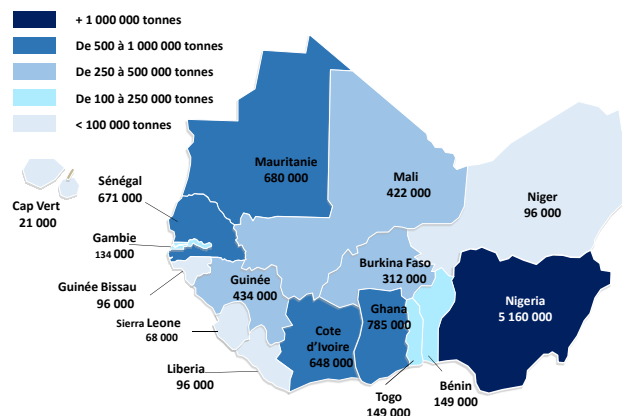 + 1 000 000 tonnes
De 500 à 1 000 000 tonnes
De 250 à 500 000 tonnes
De 100 à 250 000 tonnes
< 100 000 tonnes
Mauritanie
680 000
Mali
422 000
Niger
96 000
Sénégal
671 000
Cap Vert
21 000
Gambie
134 000
Burkina Faso
312 000
Guinée Bissau
96 000
Guinée
434 000
Nigeria
5 160 000
Ghana
785 000
Sierra Leone
68 000
Cote
d'Ivoire
648 000
Liberia
96 000
Bénin
149 000
Togo
149 000